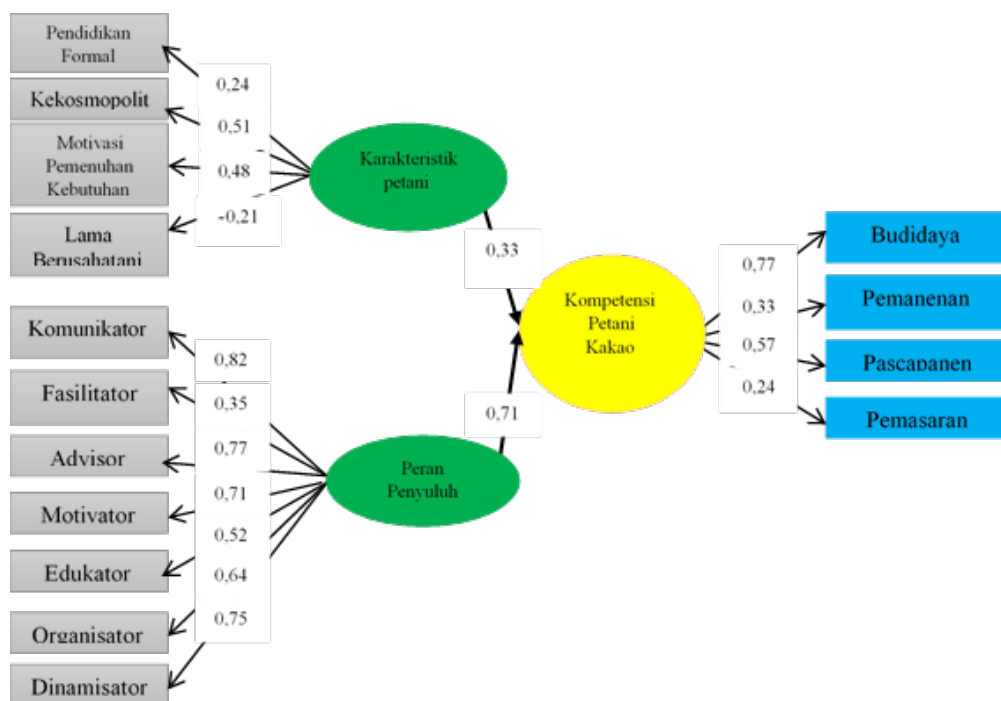 Pendidikan
Formal
Kekosmopolit
Motivasi
Pemenuhan
Kebutuhan
Lama
Berusahatani
0,24
0,51
0,48
-0,21
Karakteristik
petani
0,33
Komunikator
Fasilitator
Advisor
Motivator
Edukator
Organisator
Dinamisator
0,82
0,35
0,77
0,71
0,52
0,64
0,75
Peran
Penyuluh
0,71
Kompetensi
Petani
Kakao
0,77
0,33
0,57
0,24
Budidaya
Pemanenan
Pascapanen
Pemasaran